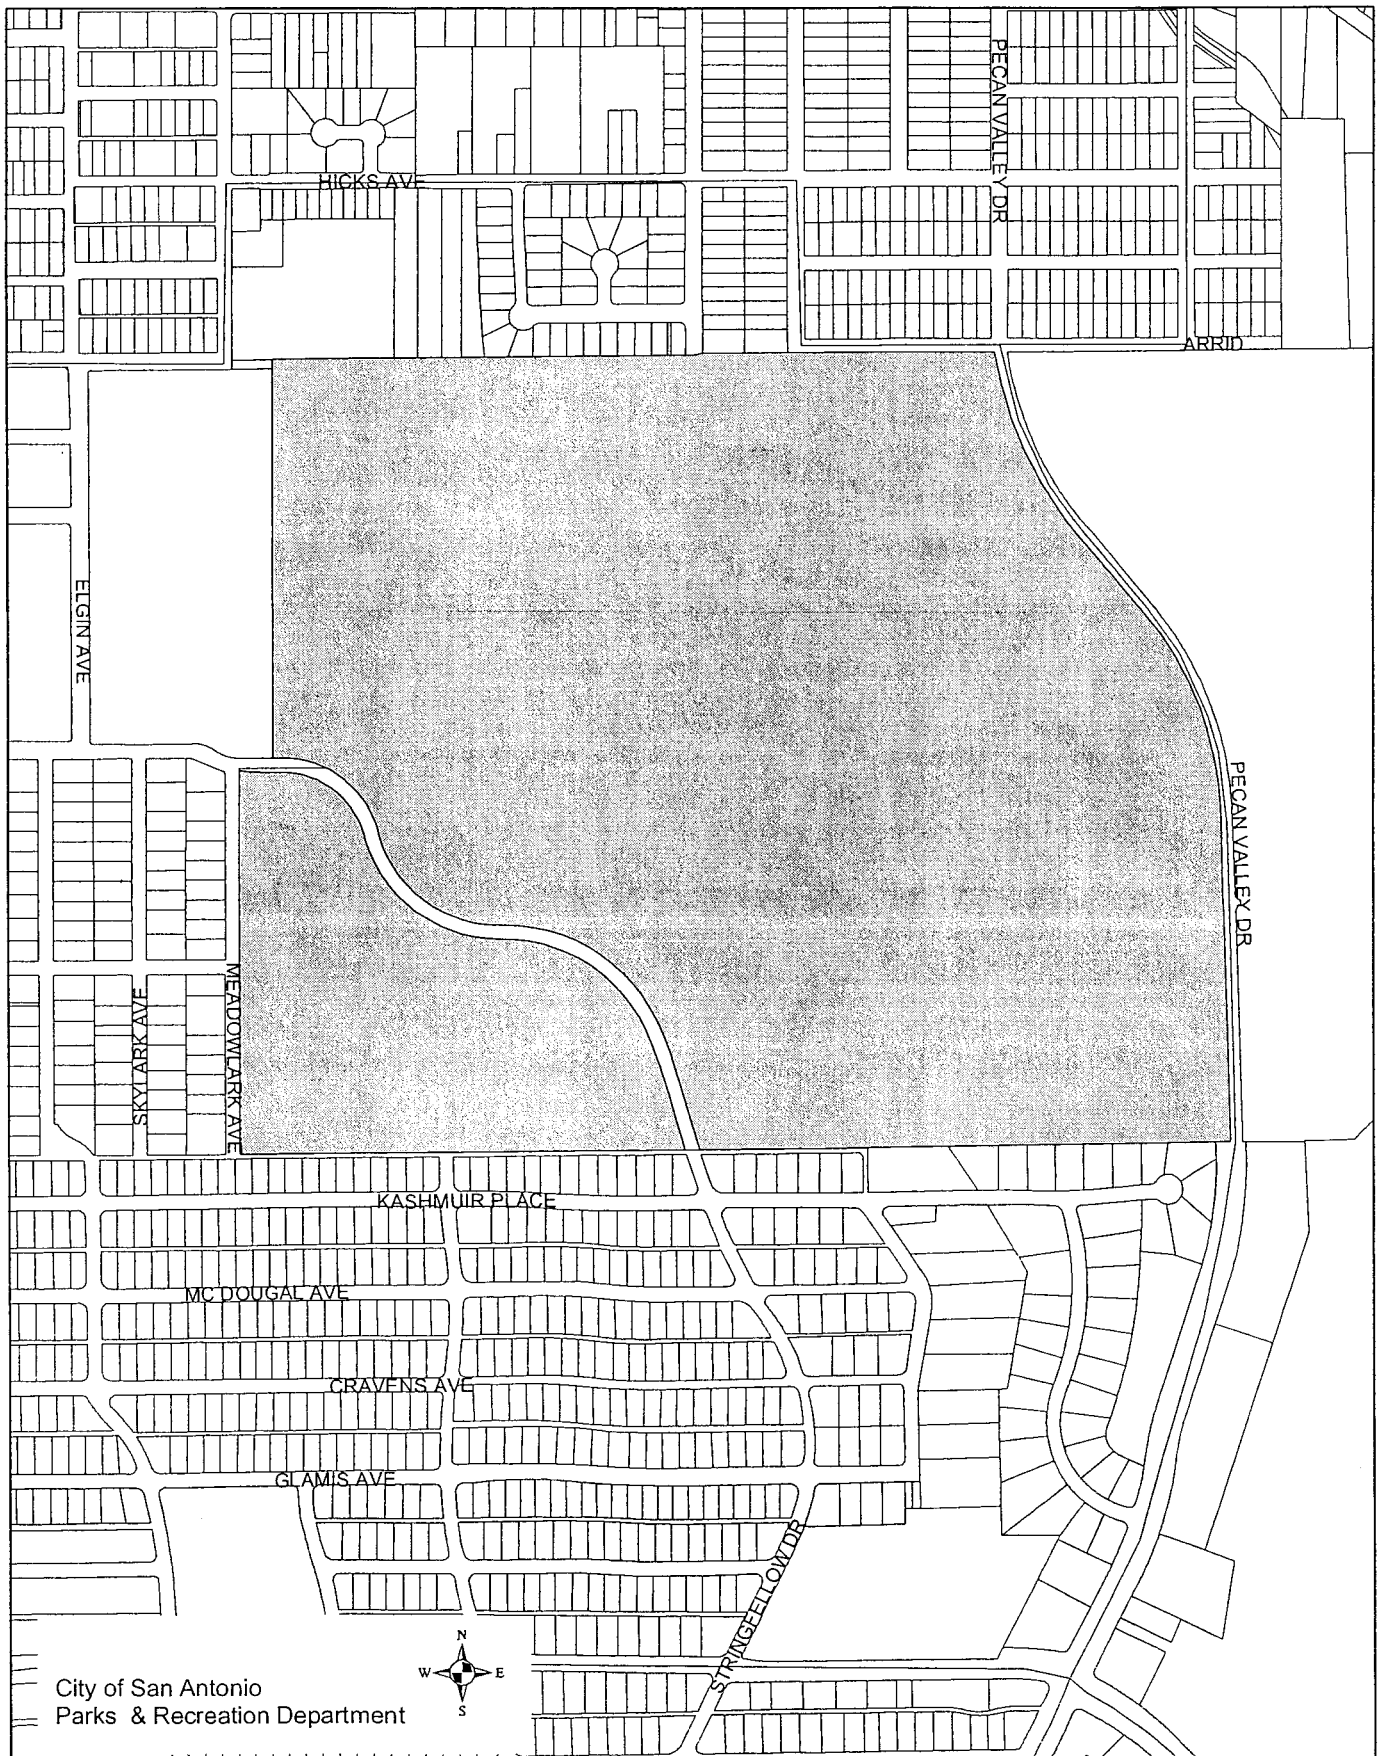 PECAN VALLEY DR
HICKS AVE
ARRID
ELGIN AVE
PECAN VALLEY DR
SKYLARK AVE
MEADOWLARK AVE
KASHMUIR PLACE
MC DOUGAL AVE
CRAVENS AVE
GLAMIS AVE
STRINGFELLOW DR
N
W E
S
City of San Antonio
Parks & Recreation Department